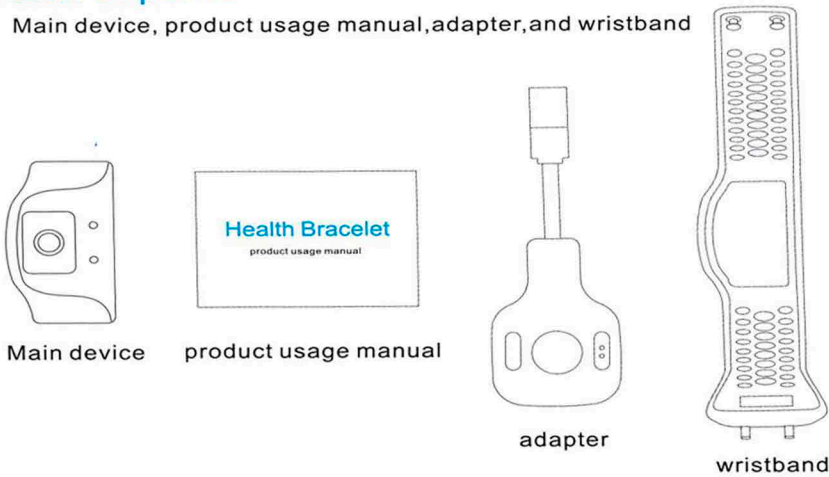 Main device, product usage manual,adapter,and wristband
Health Bracelet
product usage manual
Main device
product usage manual
adapter
wristband